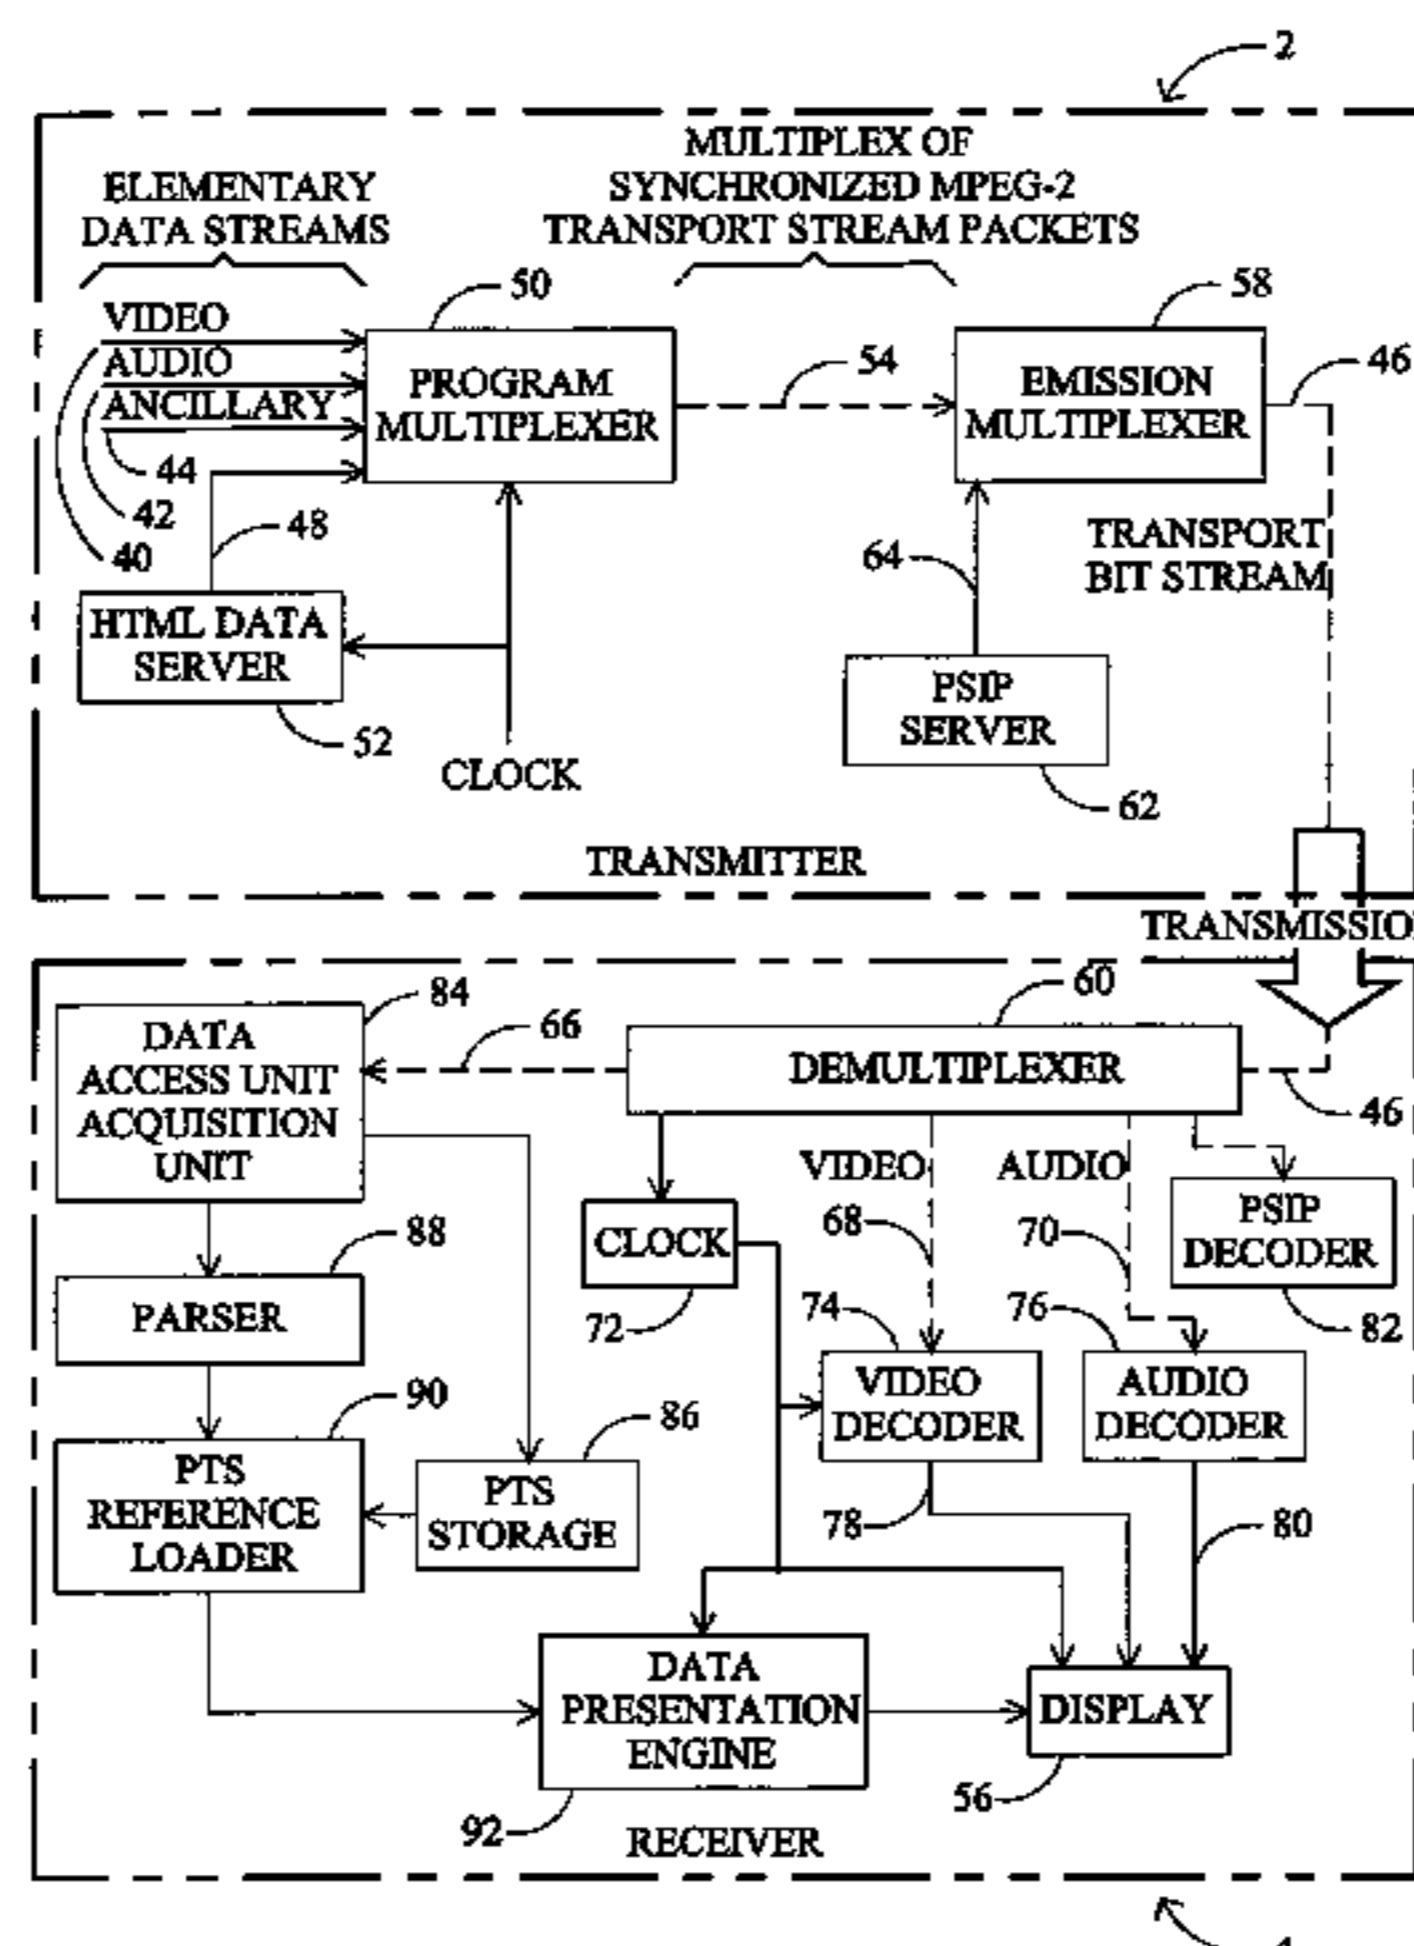 2
MULTIPLEX OF
SYNCHRONIZED MPEG-2
TRANSPORT STREAM PACKETS
ELEMENTARY
DATA STREAMS
50
58
VIDEO
AUDIO
ANCILLARY
PROGRAM
MULTIPLEXER
54
EMISSION
MULTIPLEXER
46
44
42
40
48
64
TRANSPORT
BIT STREAM
HTML DATA
SERVER
52
CLOCK
PSIP
SERVER
62
TRANSMITTER
TRANSMISSIO
84
66
60
DATA
ACCESS UNIT
ACQUISITION
UNIT
DEMULTIPLEXER
46
VIDEO
AUDIO
88
CLOCK
68
70
PSIP
DECODER
PARSER
72
74
76
82
90
86
VIDEO
DECODER
AUDIO
DECODER
PTS
REFERENCE
LOADER
PTS
STORAGE
78
80
DATA
PRESENTATION
ENGINE
DISPLAY
92
56
RECEIVER